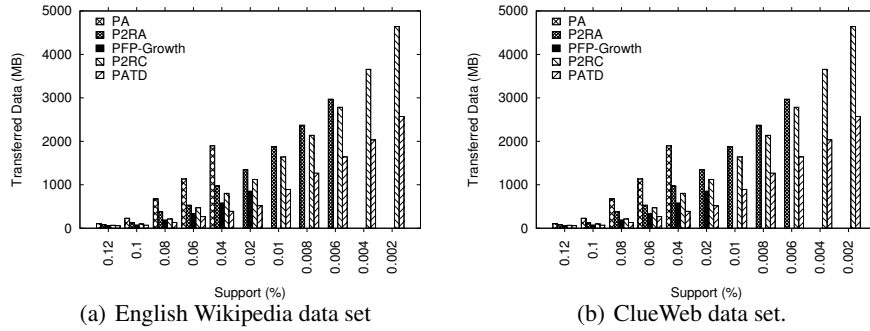 5000
4000
3000
2000
1000
0
Transferred Data (MB)
PA
P2RA
PFP-Growth
P2RC
PATD
0.12
0.1
0.08
0.06
0.04
0.02
0.01
0.008
0.006
0.004
0.002
Support (%)
(a) English Wikipedia data set
5000
4000
3000
2000
1000
0
Transferred Data (MB)
PA
P2RA
PFP-Growth
P2RC
PATD
0.12
0.1
0.08
0.06
0.04
0.02
0.01
0.008
0.006
0.004
0.002
Support (%)
(b) ClueWeb data set.